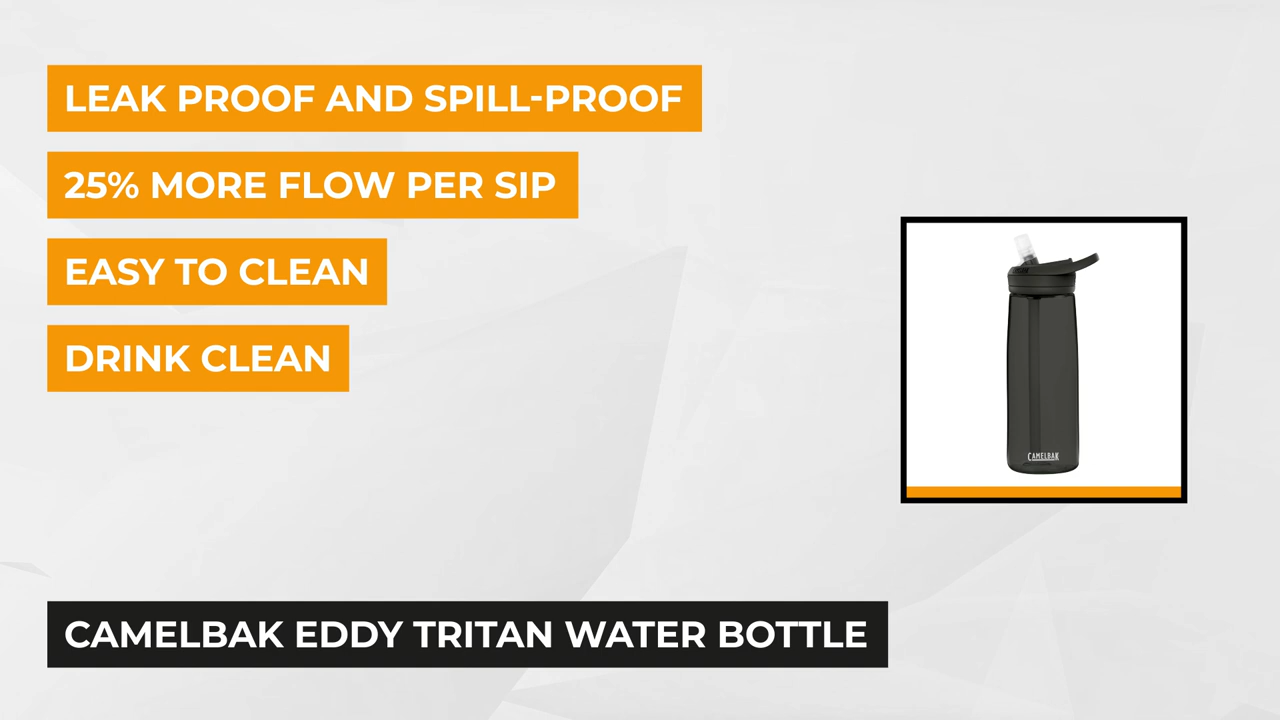 LEAK PROOF AND SPILL-PROOF
25% MORE FLOW PER SIP
EASY TO CLEAN
DRINK CLEAN
CAMELBAK
CAMELBAK EDDY TRITAN WATER BOTTLE